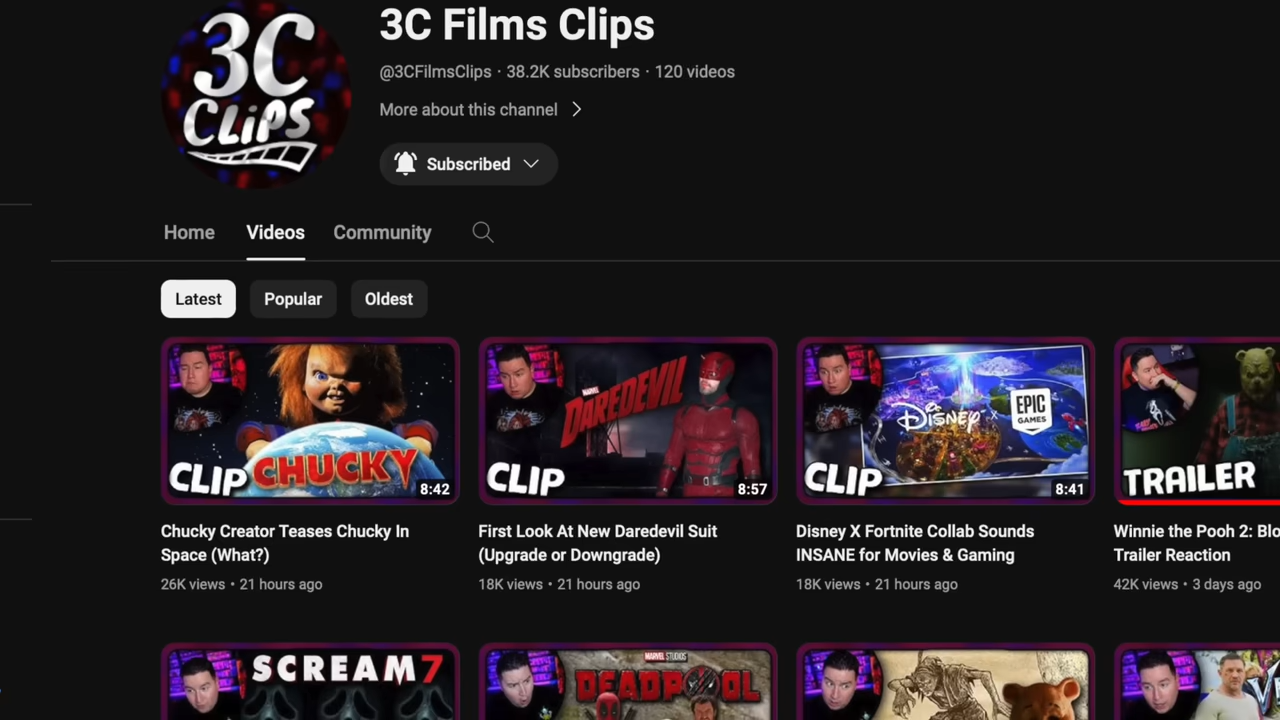 3C
CLIPS
3C Films Clips
@3CFilmsClips · 38.2K subscribers · 120 videos
More about this channel
Subscribed
Home Videos Community
Latest Popular Oldest
CLIP CHUCKY
8:42
MARVEL
DAREDEVIL
CLIP
8:57
Disney X EPIC GAMES
CLIP
8:41
TRAILER
Chucky Creator Teases Chucky In
Space (What?)
26K views · 21 hours ago
First Look At New Daredevil Suit
(Upgrade or Downgrade)
18K views · 21 hours ago
Disney X Fortnite Collab Sounds
INSANE for Movies & Gaming
18K views · 21 hours ago
Winnie the Pooh 2: Blo
Trailer Reaction
42K views · 3 days ago
SCREAM 7
MARVEL STUDIOS
DEADPOOL